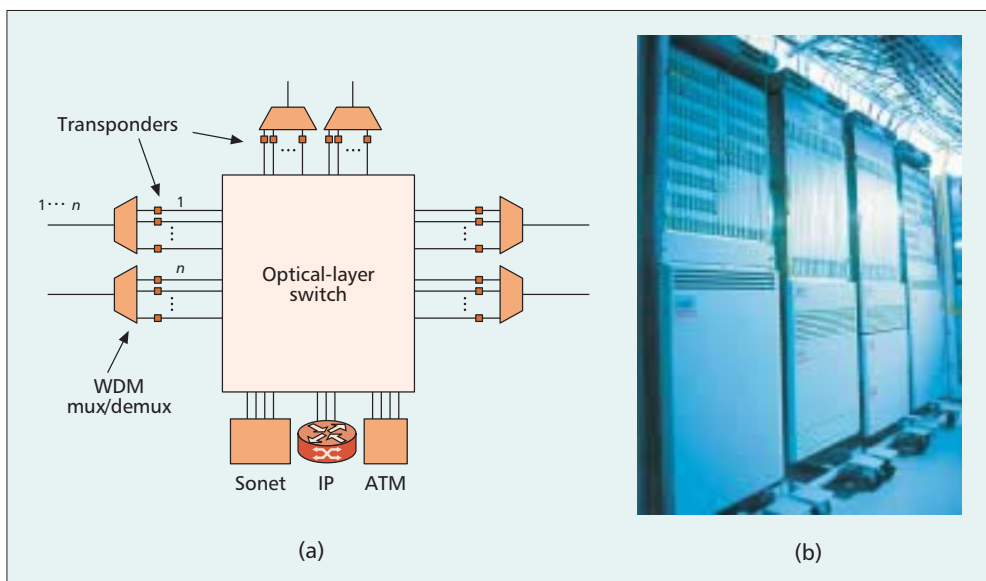 Transponders
1 ··· n
1
n
Optical-layer
switch
WDM
mux/demux
Sonet
IP
ATM
(a)
(b)